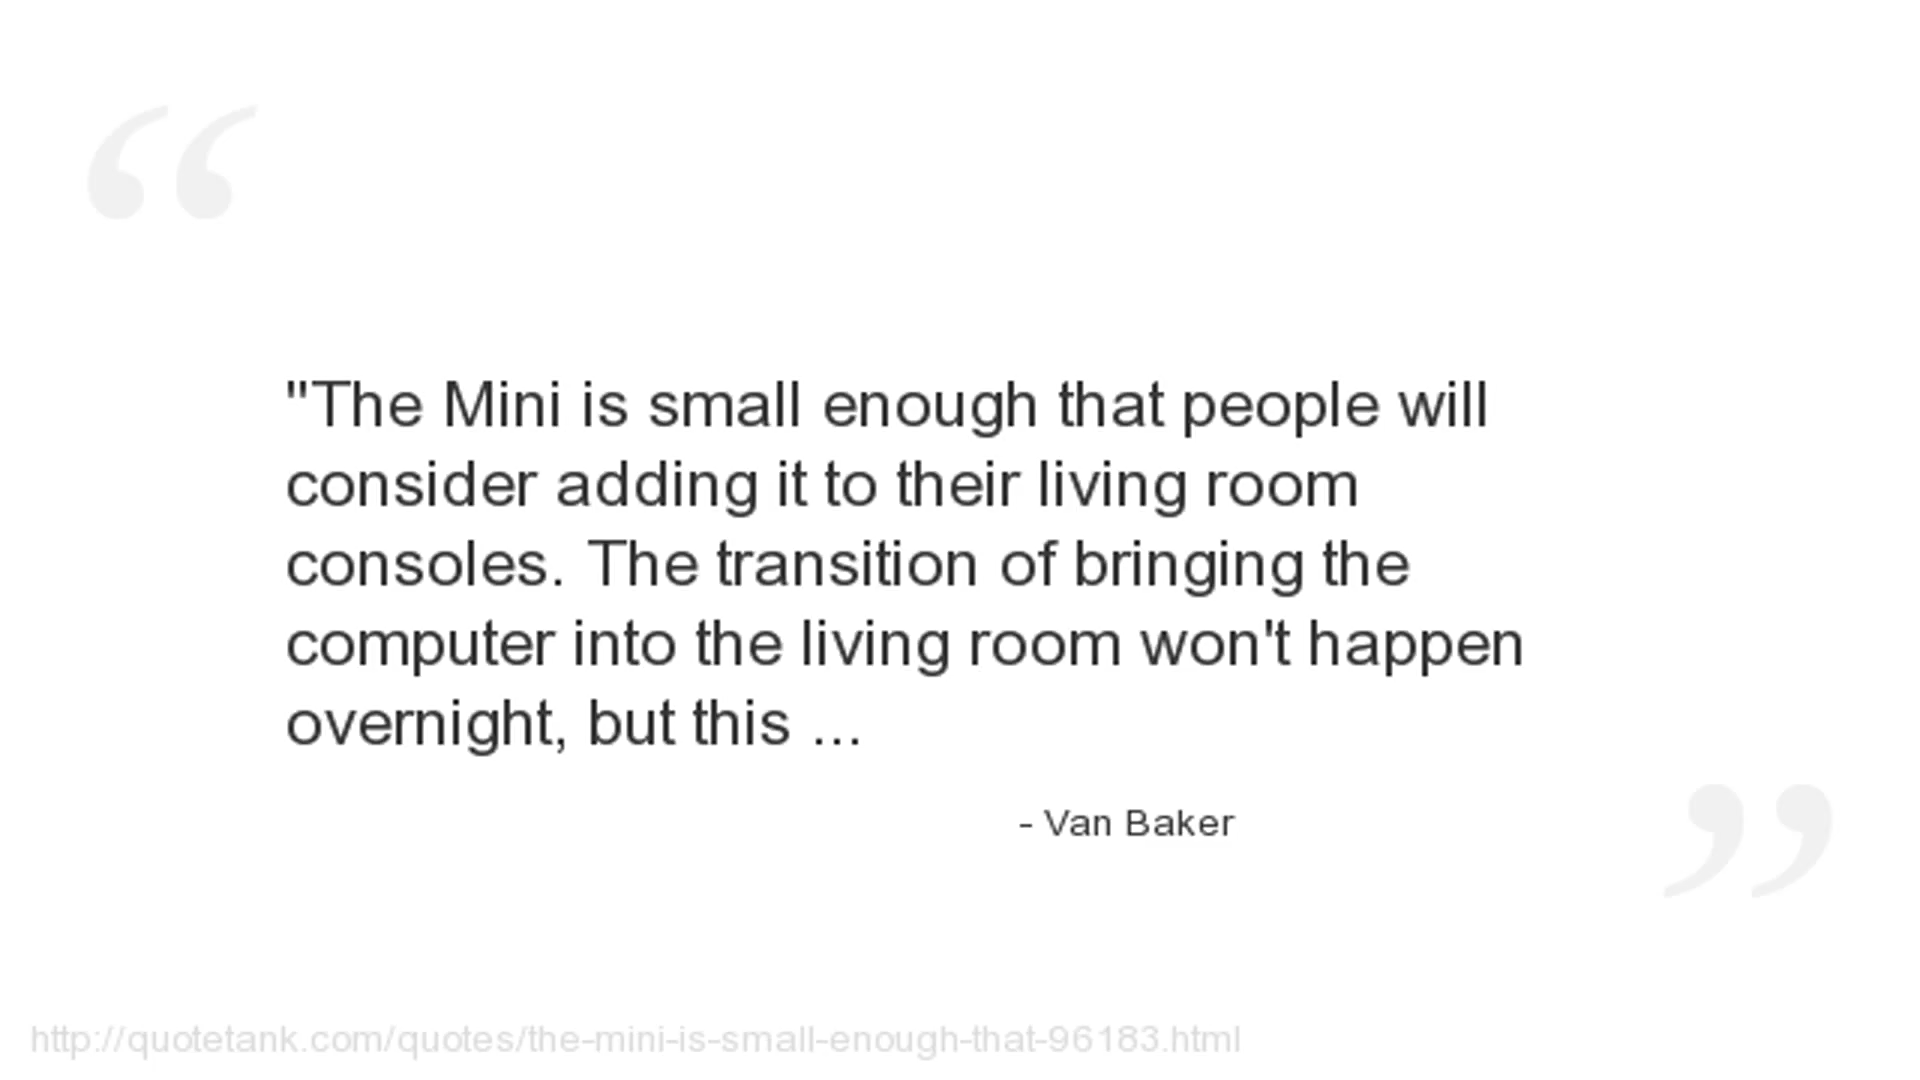 "The Mini is small enough that people will
consider adding it to their living room
consoles. The transition of bringing the
computer into the living room won't happen
overnight, but this ...
- Van Baker
http://quotetank.com/quotes/the-mini-is-small-enough-that-96183.html